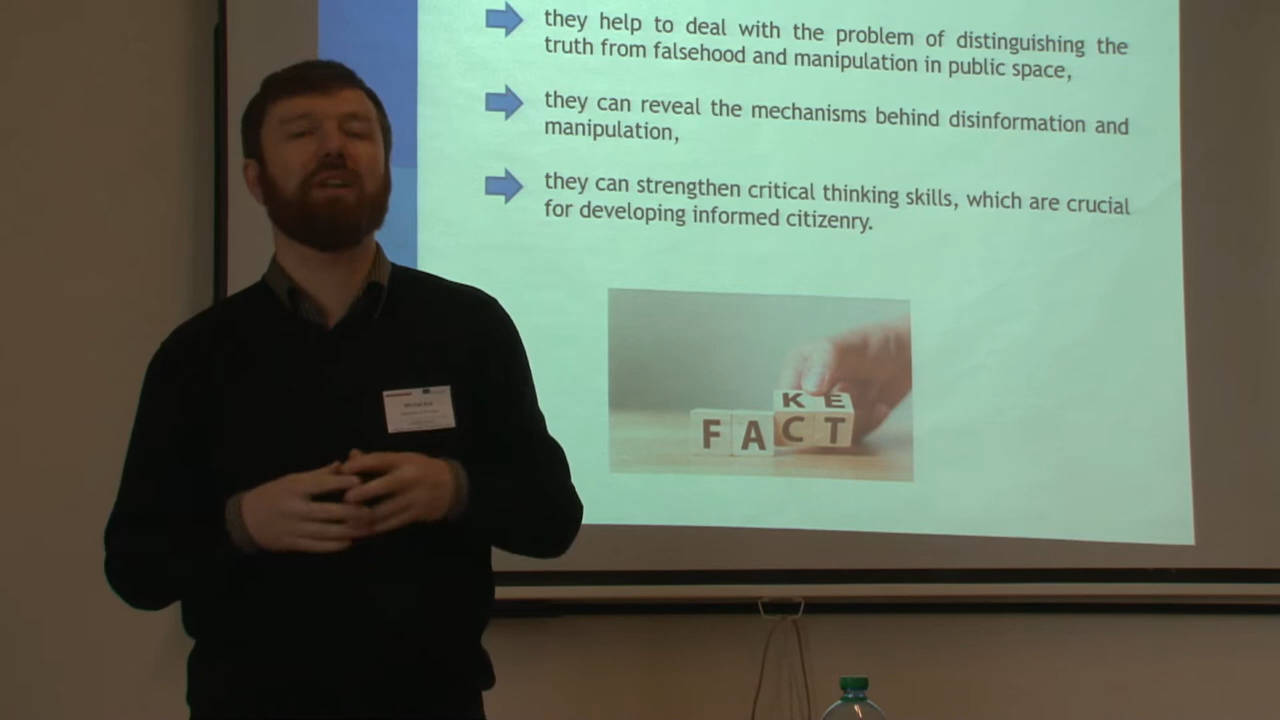 they help to deal with the problem of distinguishing the
truth from falsehood and manipulation in public space,
they can reveal the mechanisms behind disinformation and
manipulation,
they can strengthen critical thinking skills, which are crucial
for developing informed citizenry.
KE
FACT